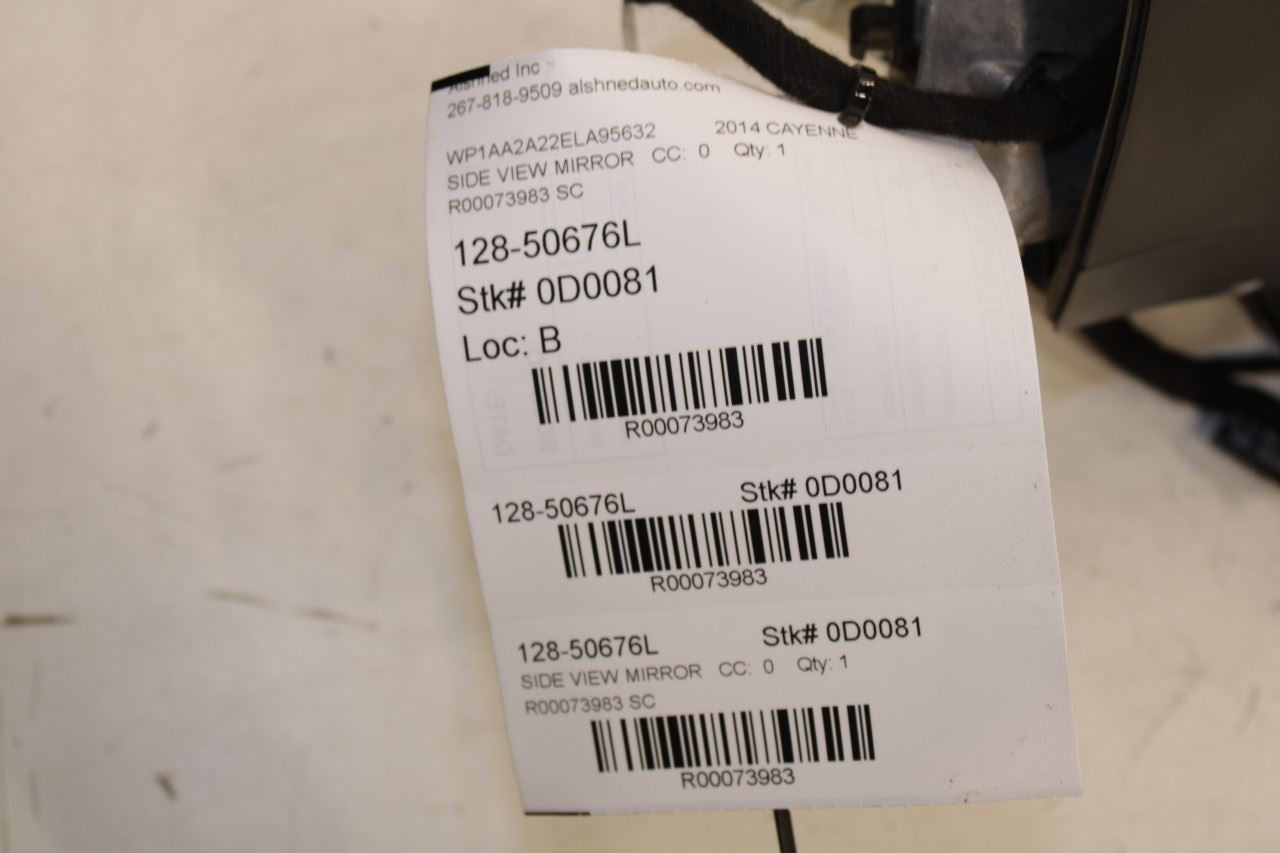 Alshned Inc
267-818-9509 alshnedauto.com
WP1AA2A22ELA95632 2014 CAYENNE
SIDE VIEW MIRROR CC: 0 Qty: 1
R00073983 SC
128-50676L
Stk# 0D0081
Loc: B
R00073983
128-50676L Stk# 0D0081
R00073983
128-50676L Stk# 0D0081
SIDE VIEW MIRROR CC: 0 Qty: 1
R00073983 SC
R00073983